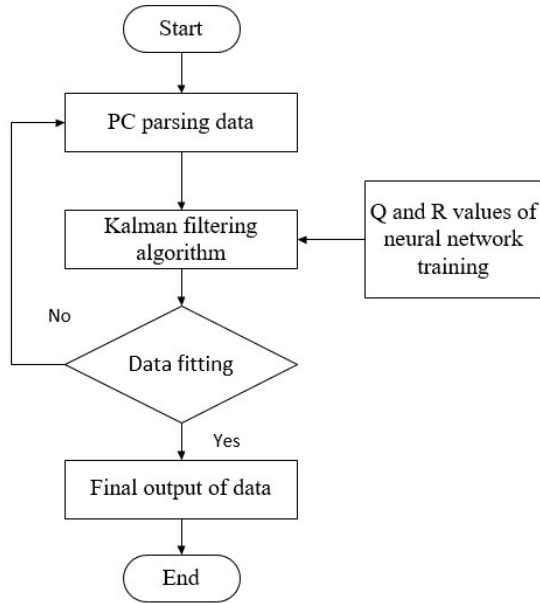 Start
PC parsing data
Kalman filtering
algorithm
Q and R values of
neural network
training
No
Data fitting
Yes
Final output of data
End